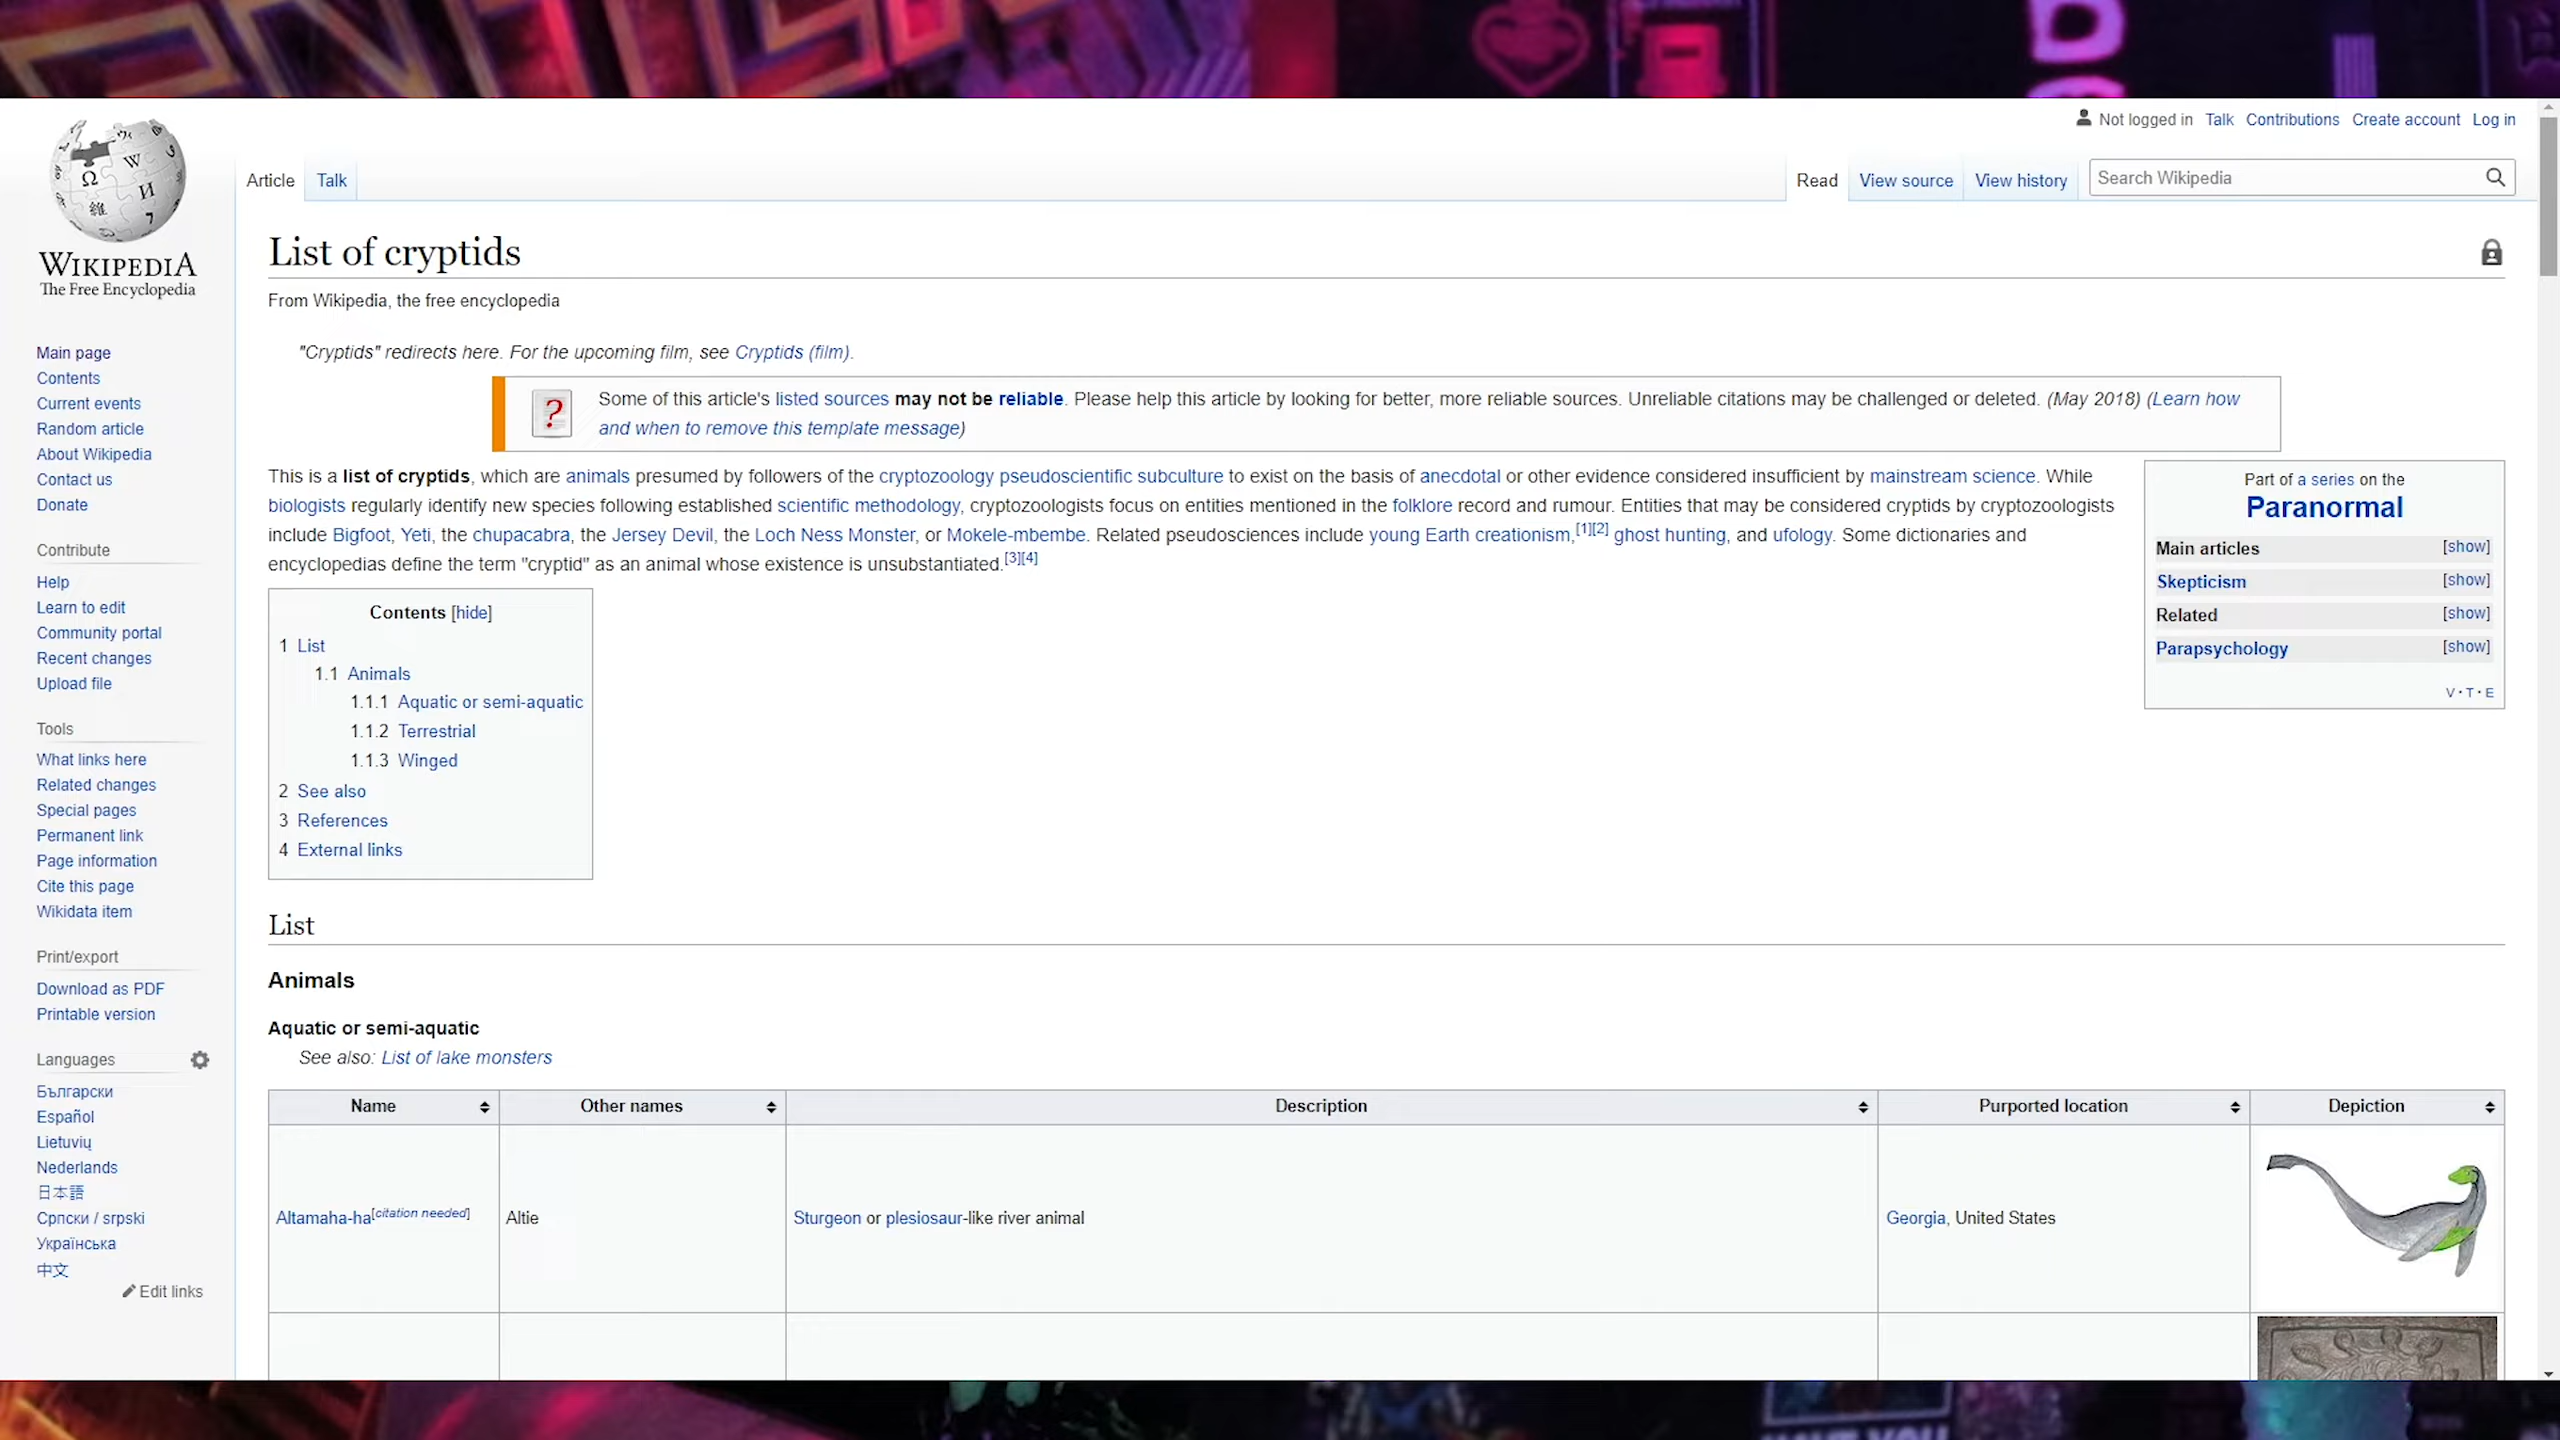 Not logged in Talk Contributions Create account Log in
Article Talk Read View source View history Search Wikipedia
WIKIPEDIA
The Free Encyclopedia
Main page
Contents
Current events
Random article
About Wikipedia
Contact us
Donate
Contribute
Help
Learn to edit
Community portal
Recent changes
Upload file
Tools
What links here
Related changes
Special pages
Permanent link
Page information
Cite this page
Wikidata item
Print/export
Download as PDF
Printable version
Languages
Български
Español
Lietuvių
Nederlands
日本語
Српски / srpski
Українська
中文
Edit links
List of cryptids
From Wikipedia, the free encyclopedia
"Cryptids" redirects here. For the upcoming film, see Cryptids (film).
Some of this article's listed sources may not be reliable. Please help this article by looking for better, more reliable sources. Unreliable citations may be challenged or deleted. (May 2018) (Learn how
and when to remove this template message)
This is a list of cryptids, which are animals presumed by followers of the cryptozoology pseudoscientific subculture to exist on the basis of anecdotal or other evidence considered insufficient by mainstream science. While
biologists regularly identify new species following established scientific methodology, cryptozoologists focus on entities mentioned in the folklore record and rumour. Entities that may be considered cryptids by cryptozoologists
include Bigfoot, Yeti, the chupacabra, the Jersey Devil, the Loch Ness Monster, or Mokele-mbembe. Related pseudosciences include young Earth creationism,[1][2] ghost hunting, and ufology. Some dictionaries and
encyclopedias define the term "cryptid" as an animal whose existence is unsubstantiated.[3][4]
Part of a series on the
Paranormal
Main articles [show]
Skepticism [show]
Related [show]
Parapsychology [show]
V · T · E
Contents [hide]
1 List
1.1 Animals
1.1.1 Aquatic or semi-aquatic
1.1.2 Terrestrial
1.1.3 Winged
2 See also
3 References
4 External links
List
Animals
Aquatic or semi-aquatic
See also: List of lake monsters
Name Other names Description Purported location Depiction
Altamaha-ha[citation needed] Altie Sturgeon or plesiosaur-like river animal Georgia, United States